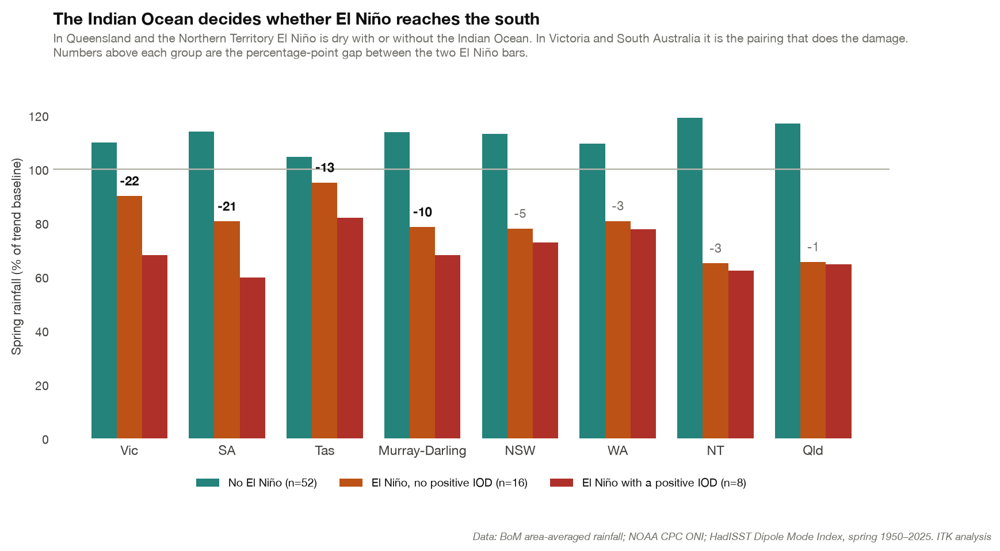 The Indian Ocean decides whether El Niño reaches the south
In Queensland and the Northern Territory El Niño is dry with or without the Indian Ocean. In Victoria and South Australia it is the pairing that does the damage.
Numbers above each group are the percentage-point gap between the two El Niño bars.
Spring rainfall (% of trend baseline)
120
100
80
60
40
20
0
-22
-21
-13
-10
-5
-3
-3
-1
Vic
SA
Tas
Murray-Darling
NSW
WA
NT
Qld
No El Niño (n=52)
El Niño, no positive IOD (n=16)
El Niño with a positive IOD (n=8)
Data: BoM area-averaged rainfall; NOAA CPC ONI; HadISST Dipole Mode Index, spring 1950–2025. ITK analysis